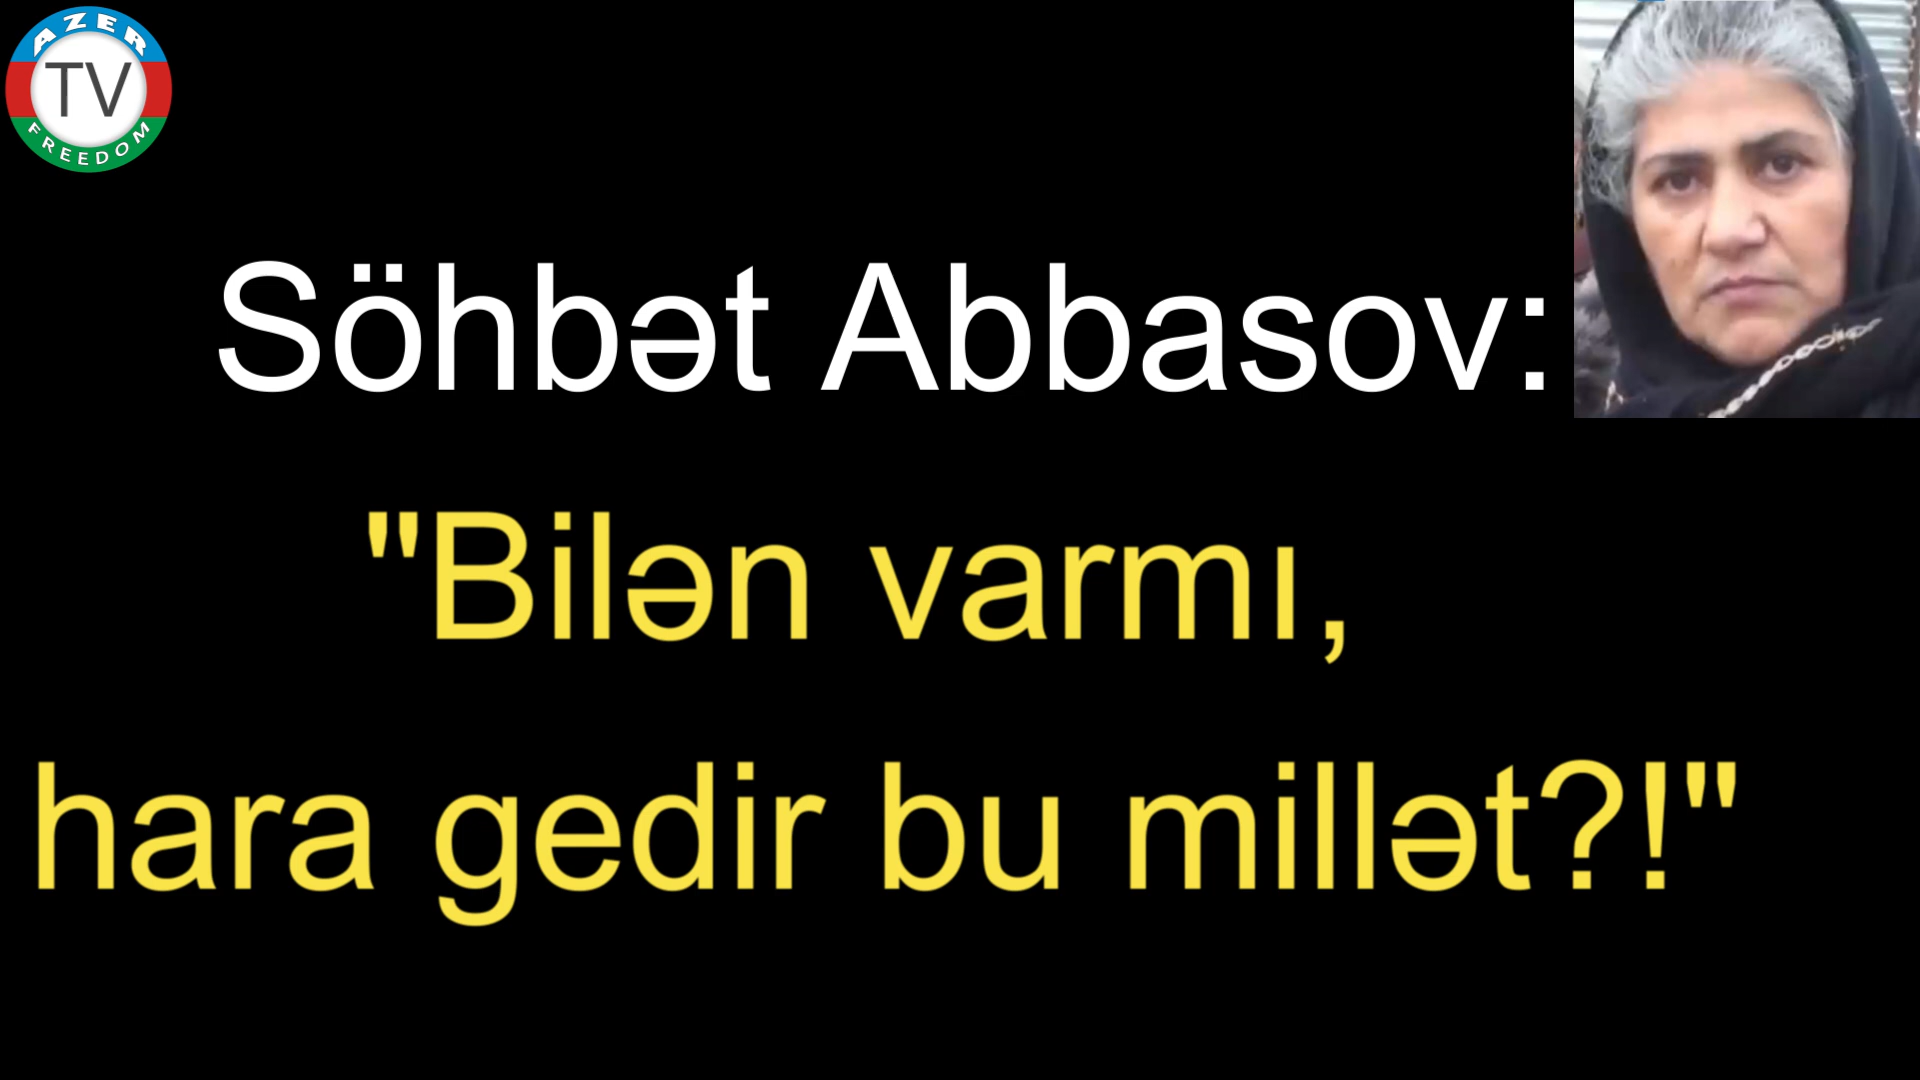 AZER
TV
FREEDOM
Söhbət Abbasov:
"Bilən varmı,
hara gedir bu millət?!"